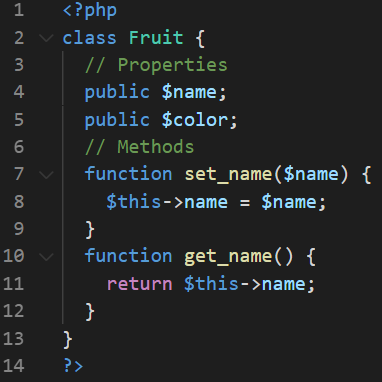 1 <?php
2 class Fruit {
3 // Properties
4 public $name;
5 public $color;
6 // Methods
7 function set_name($name) {
8 $this->name = $name;
9 }
10 function get_name() {
11 return $this->name;
12 }
13 }
14 ?>